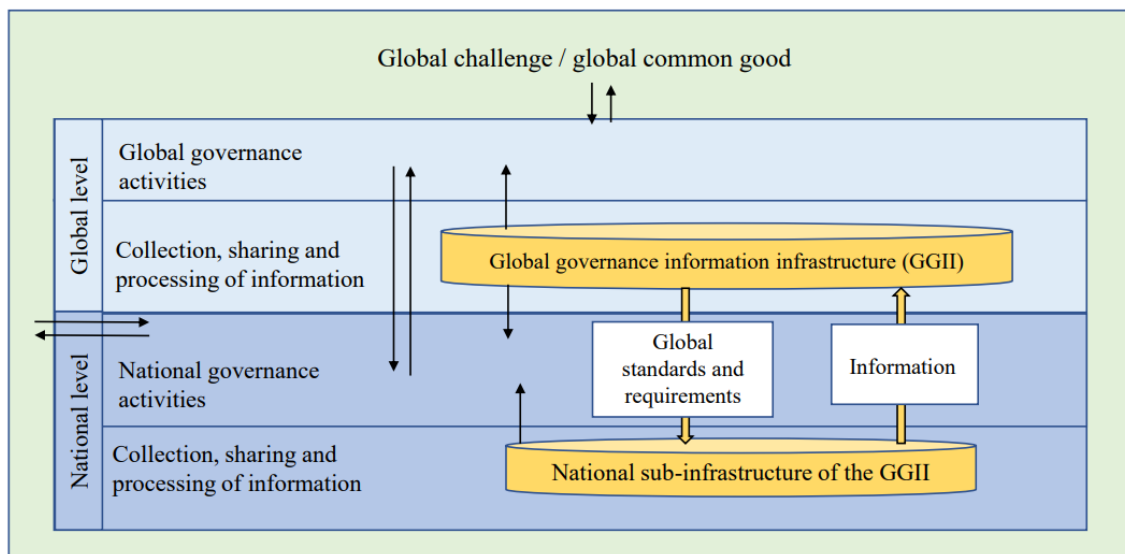 Global challenge / global common good
Global level
Global governance
activities
Collection, sharing and
processing of information
Global governance information infrastructure (GGII)
National level
National governance
activities
Global
standards and
requirements
Information
Collection, sharing and
processing of information
National sub-infrastructure of the GGII